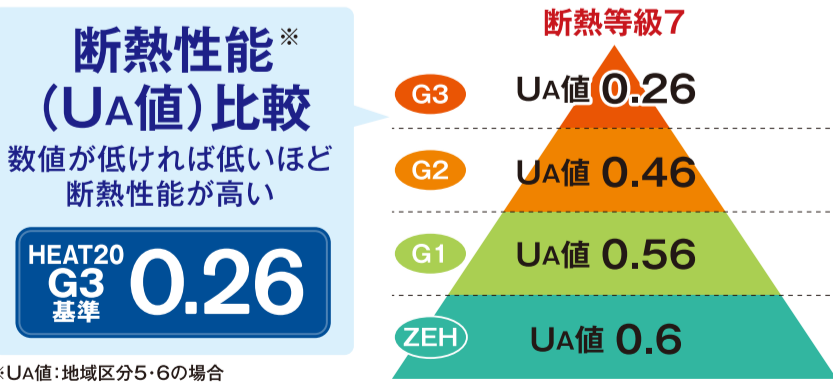 断熱性能※
(UA値)比較
数値が低ければ低いほど
断熱性能が高い
HEAT20
G3
基準
0.26
※UA値:地域区分5・6の場合
断熱等級7
G3 UA値 0.26
G2 UA値 0.46
G1 UA値 0.56
ZEH UA値 0.6